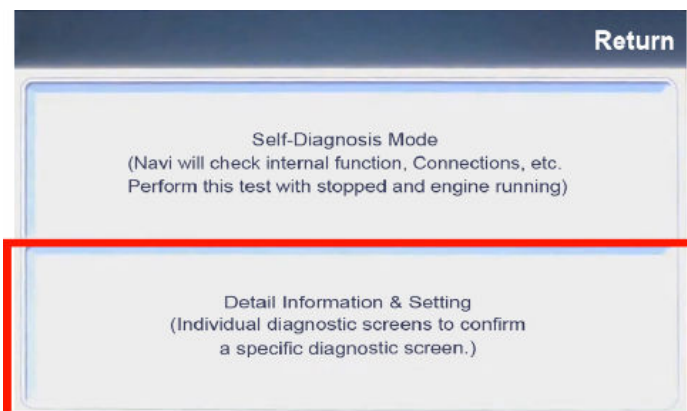 Return
Self-Diagnosis Mode
(Navi will check internal function, Connections, etc.
Perform this test with stopped and engine running)
Detail Information & Setting
(Individual diagnostic screens to confirm
a specific diagnostic screen.)